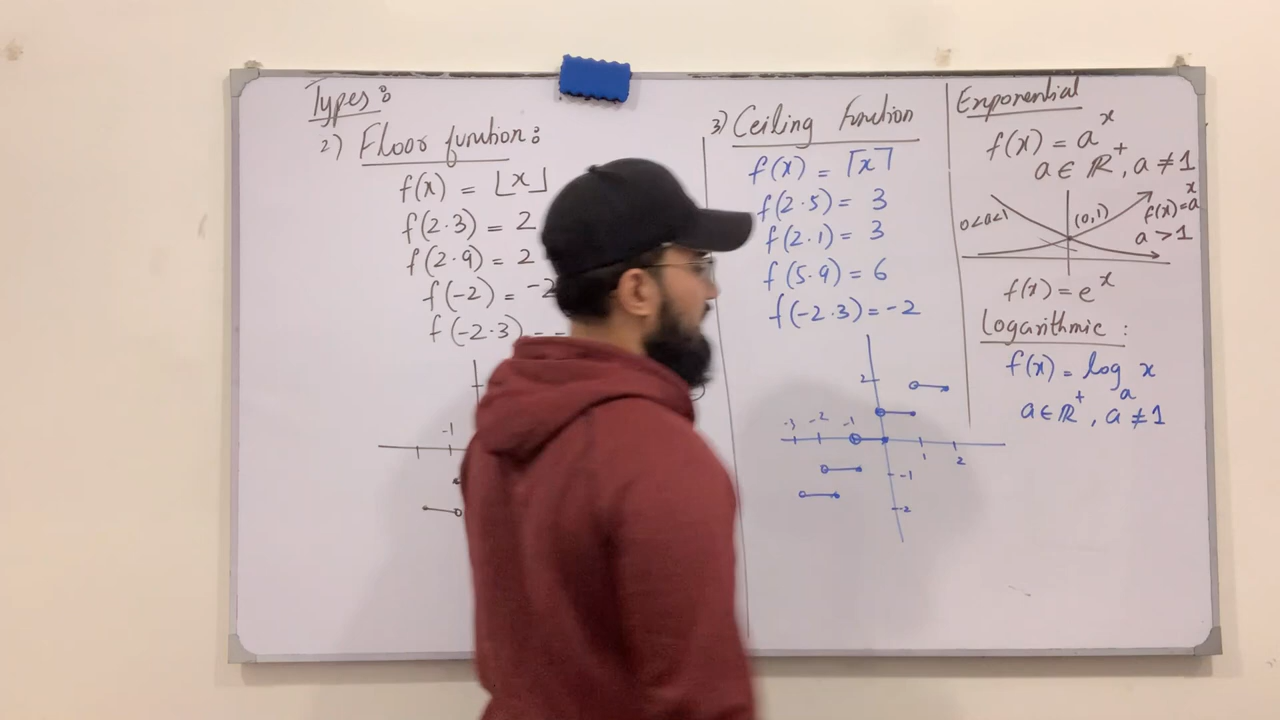 Types:
2) Floor function:
f(x) = ⌊x⌋
f(2.3) = 2
f(2.9) = 2
f(-2) = -2
f(-2.3) = -
-1
3) Ceiling Function
f(x) = ⌈x⌉
f(2.5) = 3
f(2.1) = 3
f(5.9) = 6
f(-2.3) = -2
2
-3 -2 -1
1 2
-1
-2
Exponential
f(x) = a^x
a ∈ ℝ^+, a ≠ 1
0<a<1
(0,1)
f(x)=a^x
a > 1
f(x) = e^x
Logarithmic:
f(x) = log_a x
a ∈ ℝ^+, a ≠ 1